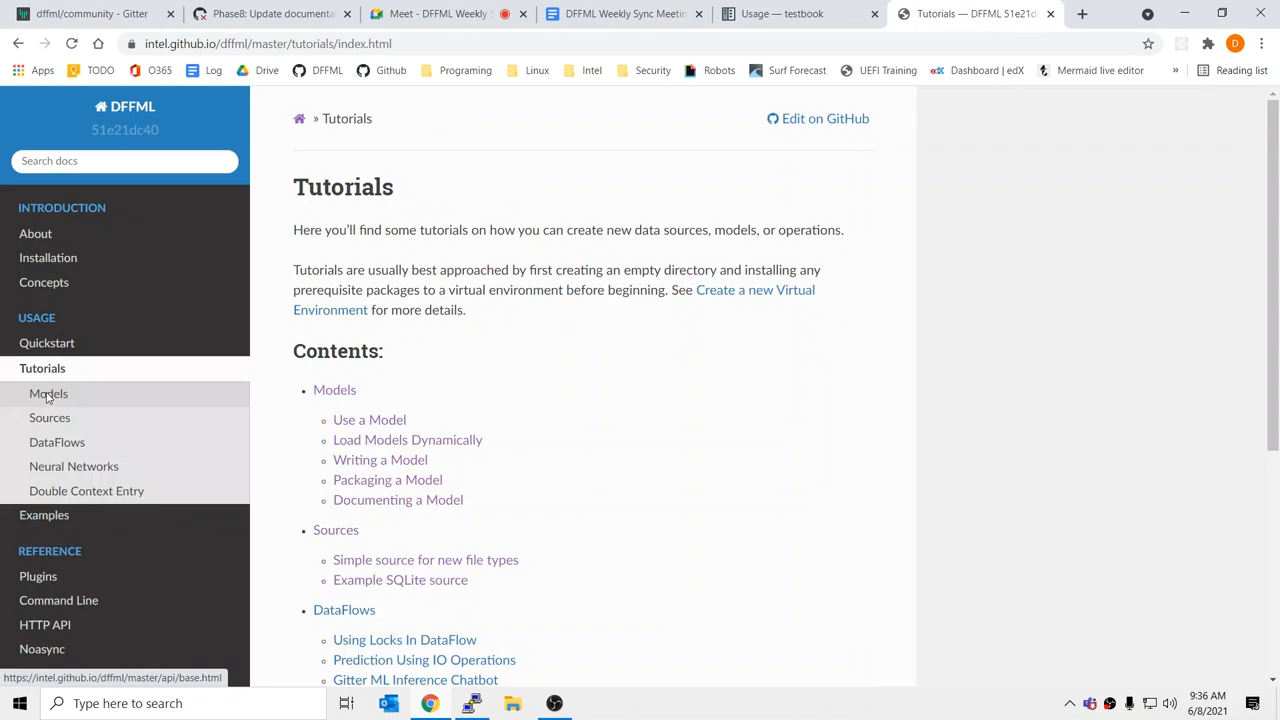 dffml/community - Gitter
Phase8: Update documenta
Meet - DFFML Weekly S
DFFML Weekly Sync Meetin
Usage — testbook
Tutorials — DFFML 51e21d
intel.github.io/dffml/master/tutorials/index.html
D
Apps
TODO
O365
Log
Drive
DFFML
Github
Programing
Linux
Intel
Security
Robots
Surf Forecast
UEFI Training
edX
Dashboard | edX
Mermaid live editor
»
Reading list
DFFML
51e21dc40
Search docs
INTRODUCTION
About
Installation
Concepts
USAGE
Quickstart
Tutorials
Models
Sources
DataFlows
Neural Networks
Double Context Entry
Examples
REFERENCE
Plugins
Command Line
HTTP API
Noasync
https://intel.github.io/dffml/master/api/base.html
» Tutorials
Edit on GitHub
Tutorials
Here you'll find some tutorials on how you can create new data sources, models, or operations.
Tutorials are usually best approached by first creating an empty directory and installing any
prerequisite packages to a virtual environment before beginning. See Create a new Virtual
Environment for more details.
Contents:
• Models
◦ Use a Model
◦ Load Models Dynamically
◦ Writing a Model
◦ Packaging a Model
◦ Documenting a Model
• Sources
◦ Simple source for new file types
◦ Example SQLite source
• DataFlows
◦ Using Locks In DataFlow
◦ Prediction Using IO Operations
◦ Gitter ML Inference Chatbot
Type here to search
9:36 AM
6/8/2021